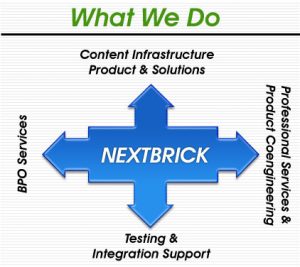 What We Do
Content Infrastructure
Product & Solutions
BPO Services
NEXTBRICK
Professional Services &
Product Coengineering
Testing &
Integration Support